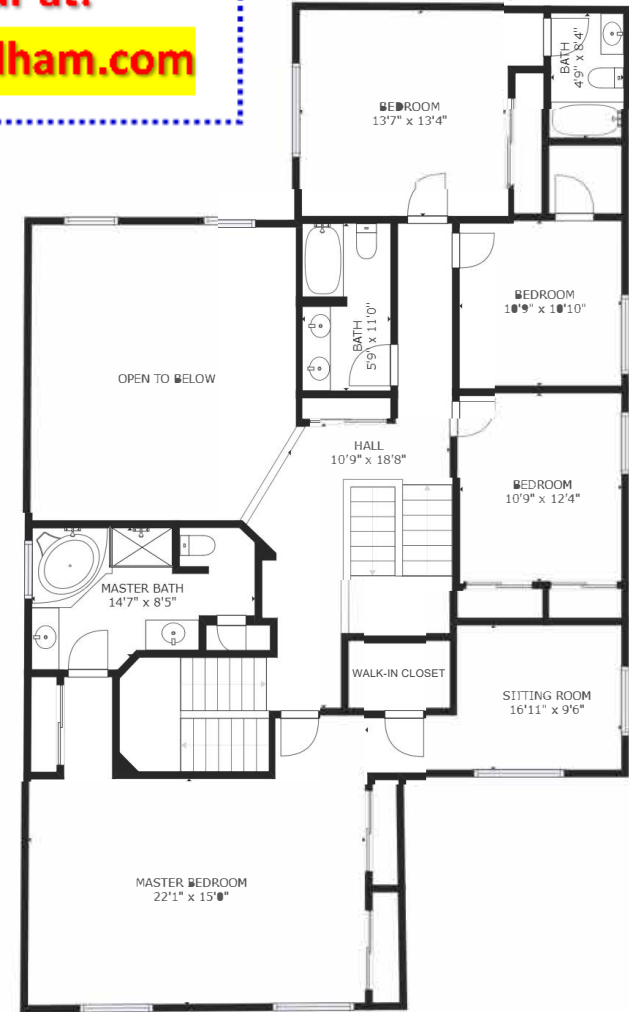 dham.com
BEDROOM
13'7" x 13'4"
BATH
4'9" x 8'4"
BEDROOM
10'9" x 10'10"
BATH
5'9" x 11'0"
OPEN TO BELOW
HALL
10'9" x 18'8"
BEDROOM
10'9" x 12'4"
MASTER BATH
14'7" x 8'5"
WALK-IN CLOSET
SITTING ROOM
16'11" x 9'6"
MASTER BEDROOM
22'1" x 15'0"